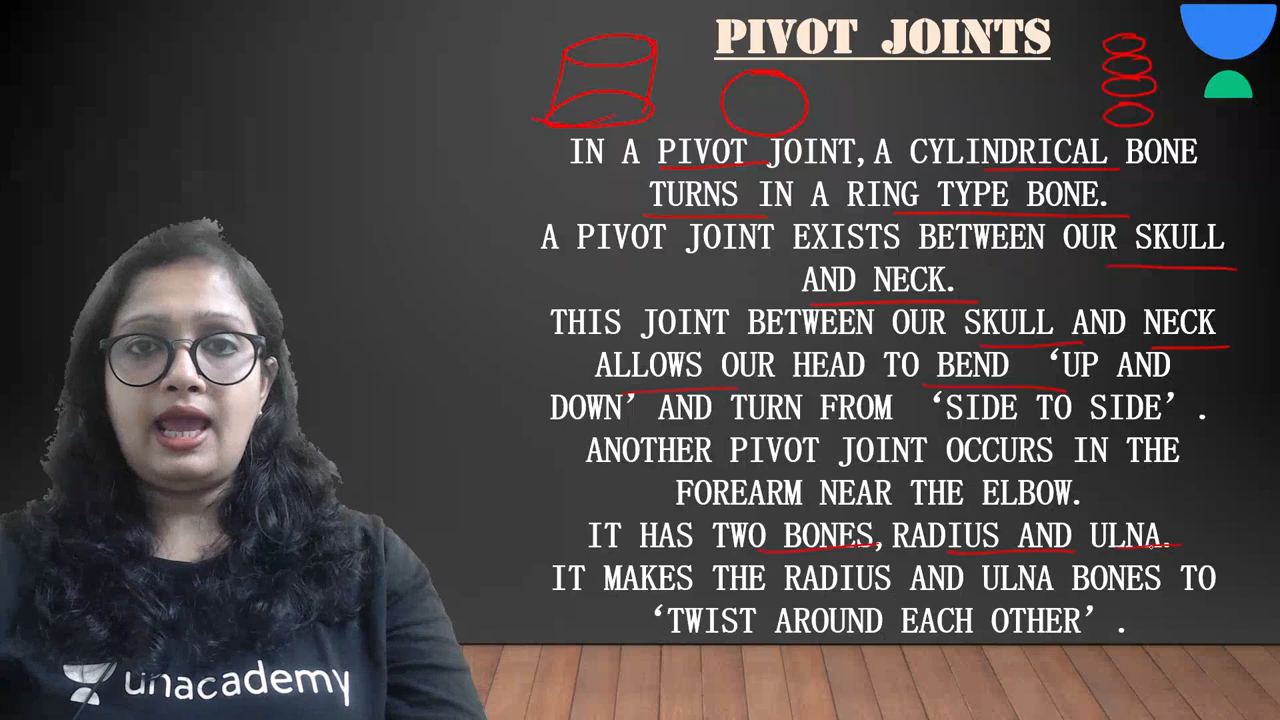 PIVOT JOINTS
IN A PIVOT JOINT, A CYLINDRICAL BONE
TURNS IN A RING TYPE BONE.
A PIVOT JOINT EXISTS BETWEEN OUR SKULL
AND NECK.
THIS JOINT BETWEEN OUR SKULL AND NECK
ALLOWS OUR HEAD TO BEND ‘UP AND
DOWN’ AND TURN FROM ‘SIDE TO SIDE’.
ANOTHER PIVOT JOINT OCCURS IN THE
FOREARM NEAR THE ELBOW.
IT HAS TWO BONES, RADIUS AND ULNA.
IT MAKES THE RADIUS AND ULNA BONES TO
‘TWIST AROUND EACH OTHER’.
unacademy